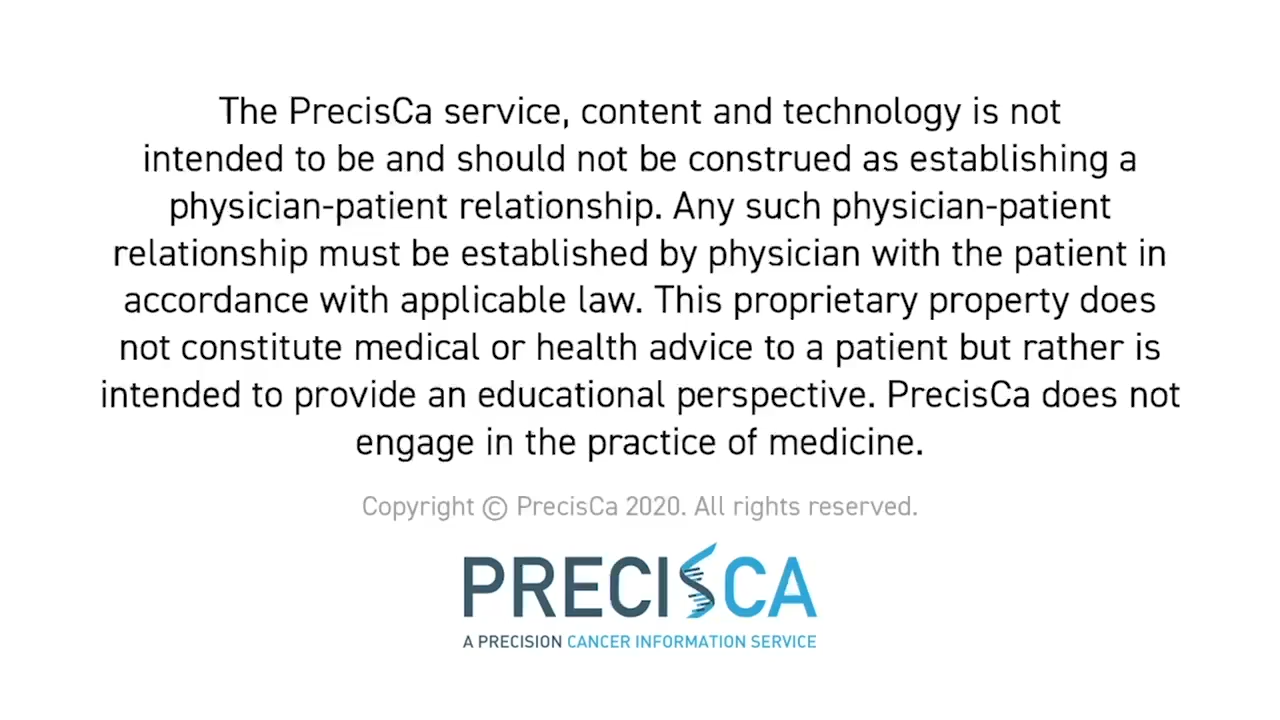 The PrecisCa service, content and technology is not
intended to be and should not be construed as establishing a
physician-patient relationship. Any such physician-patient
relationship must be established by physician with the patient in
accordance with applicable law. This proprietary property does
not constitute medical or health advice to a patient but rather is
intended to provide an educational perspective. PrecisCa does not
engage in the practice of medicine.
Copyright © PrecisCa 2020. All rights reserved.
PRECISCA
A PRECISION CANCER INFORMATION SERVICE